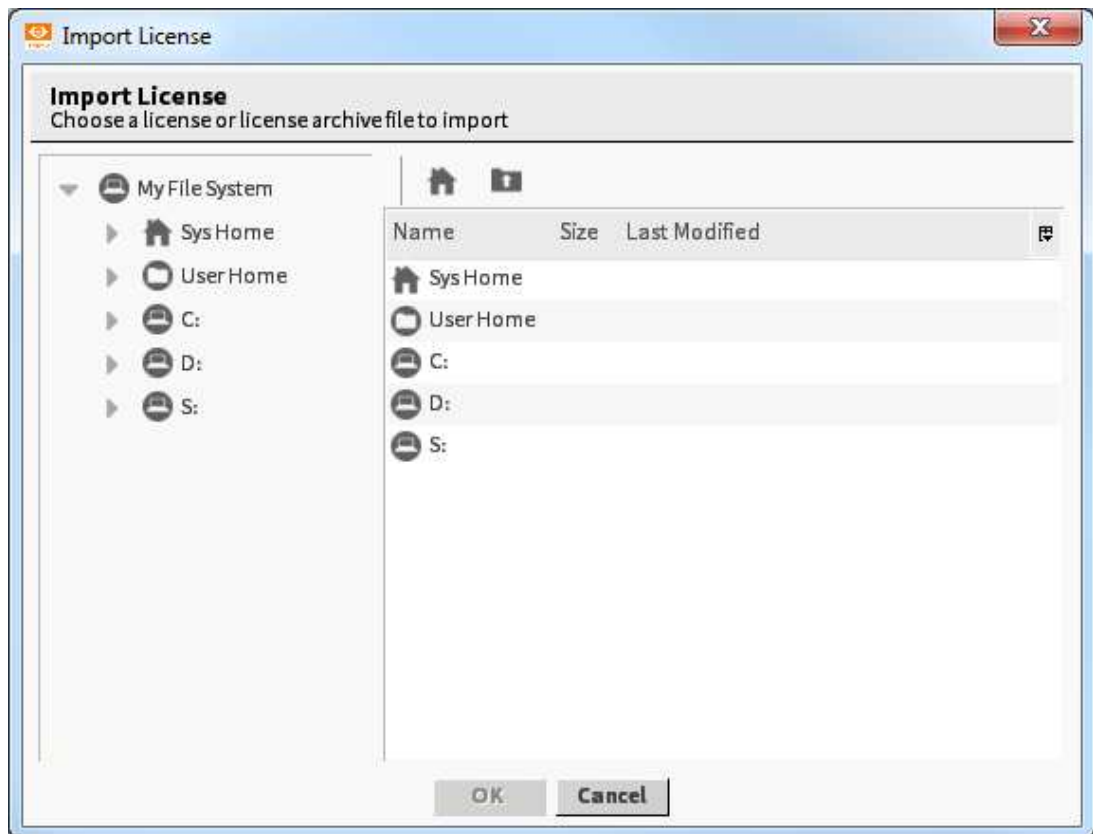 Import License
Import License
Choose a license or license archive file to import
My File System
Sys Home
User Home
C:
D:
S:
Name Size Last Modified
Sys Home
User Home
C:
D:
S:
OK Cancel